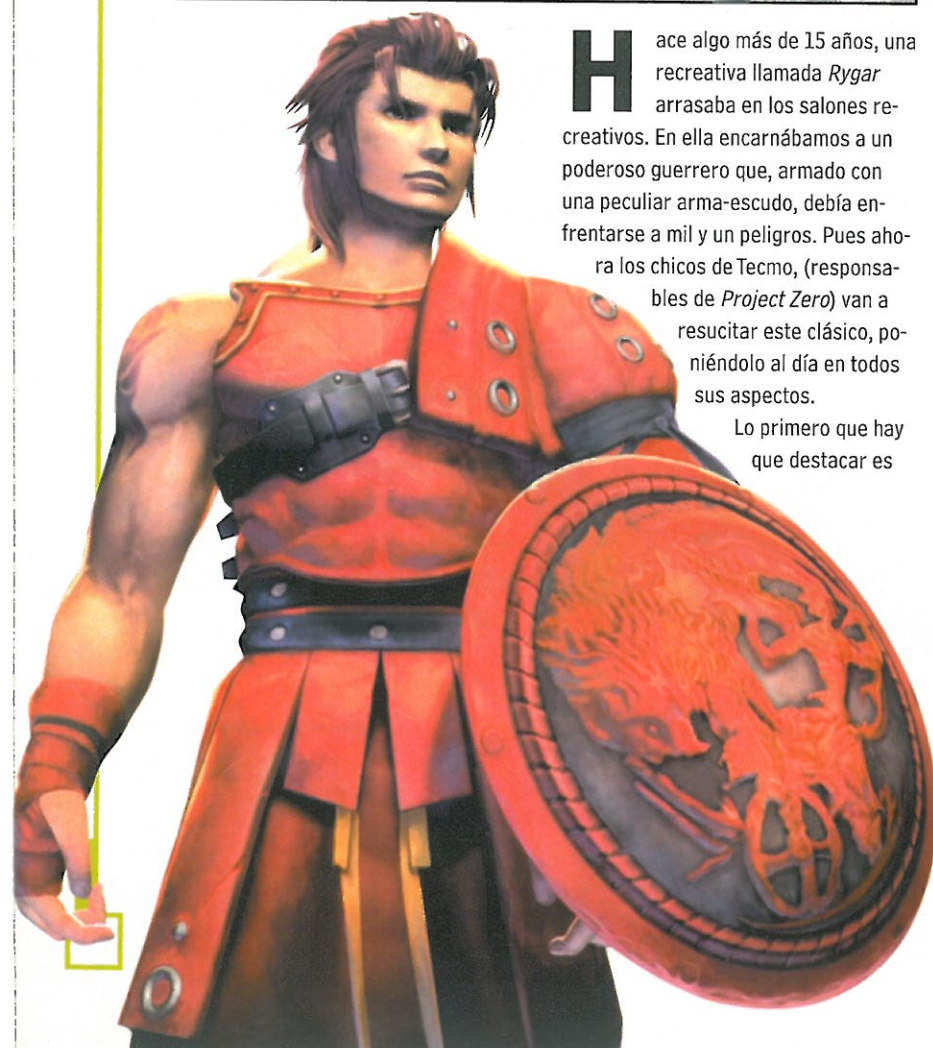 Hace algo más de 15 años, una
recreativa llamada Rygar
arrasaba en los salones re-
creativos. En ella encarnábamos a un
poderoso guerrero que, armado con
una peculiar arma-escudo, debía en-
frentarse a mil y un peligros. Pues aho-
ra los chicos de Tecmo, (responsa-
bles de Project Zero) van a
resucitar este clásico, po-
niéndolo al día en todos
sus aspectos.
Lo primero que hay
que destacar es